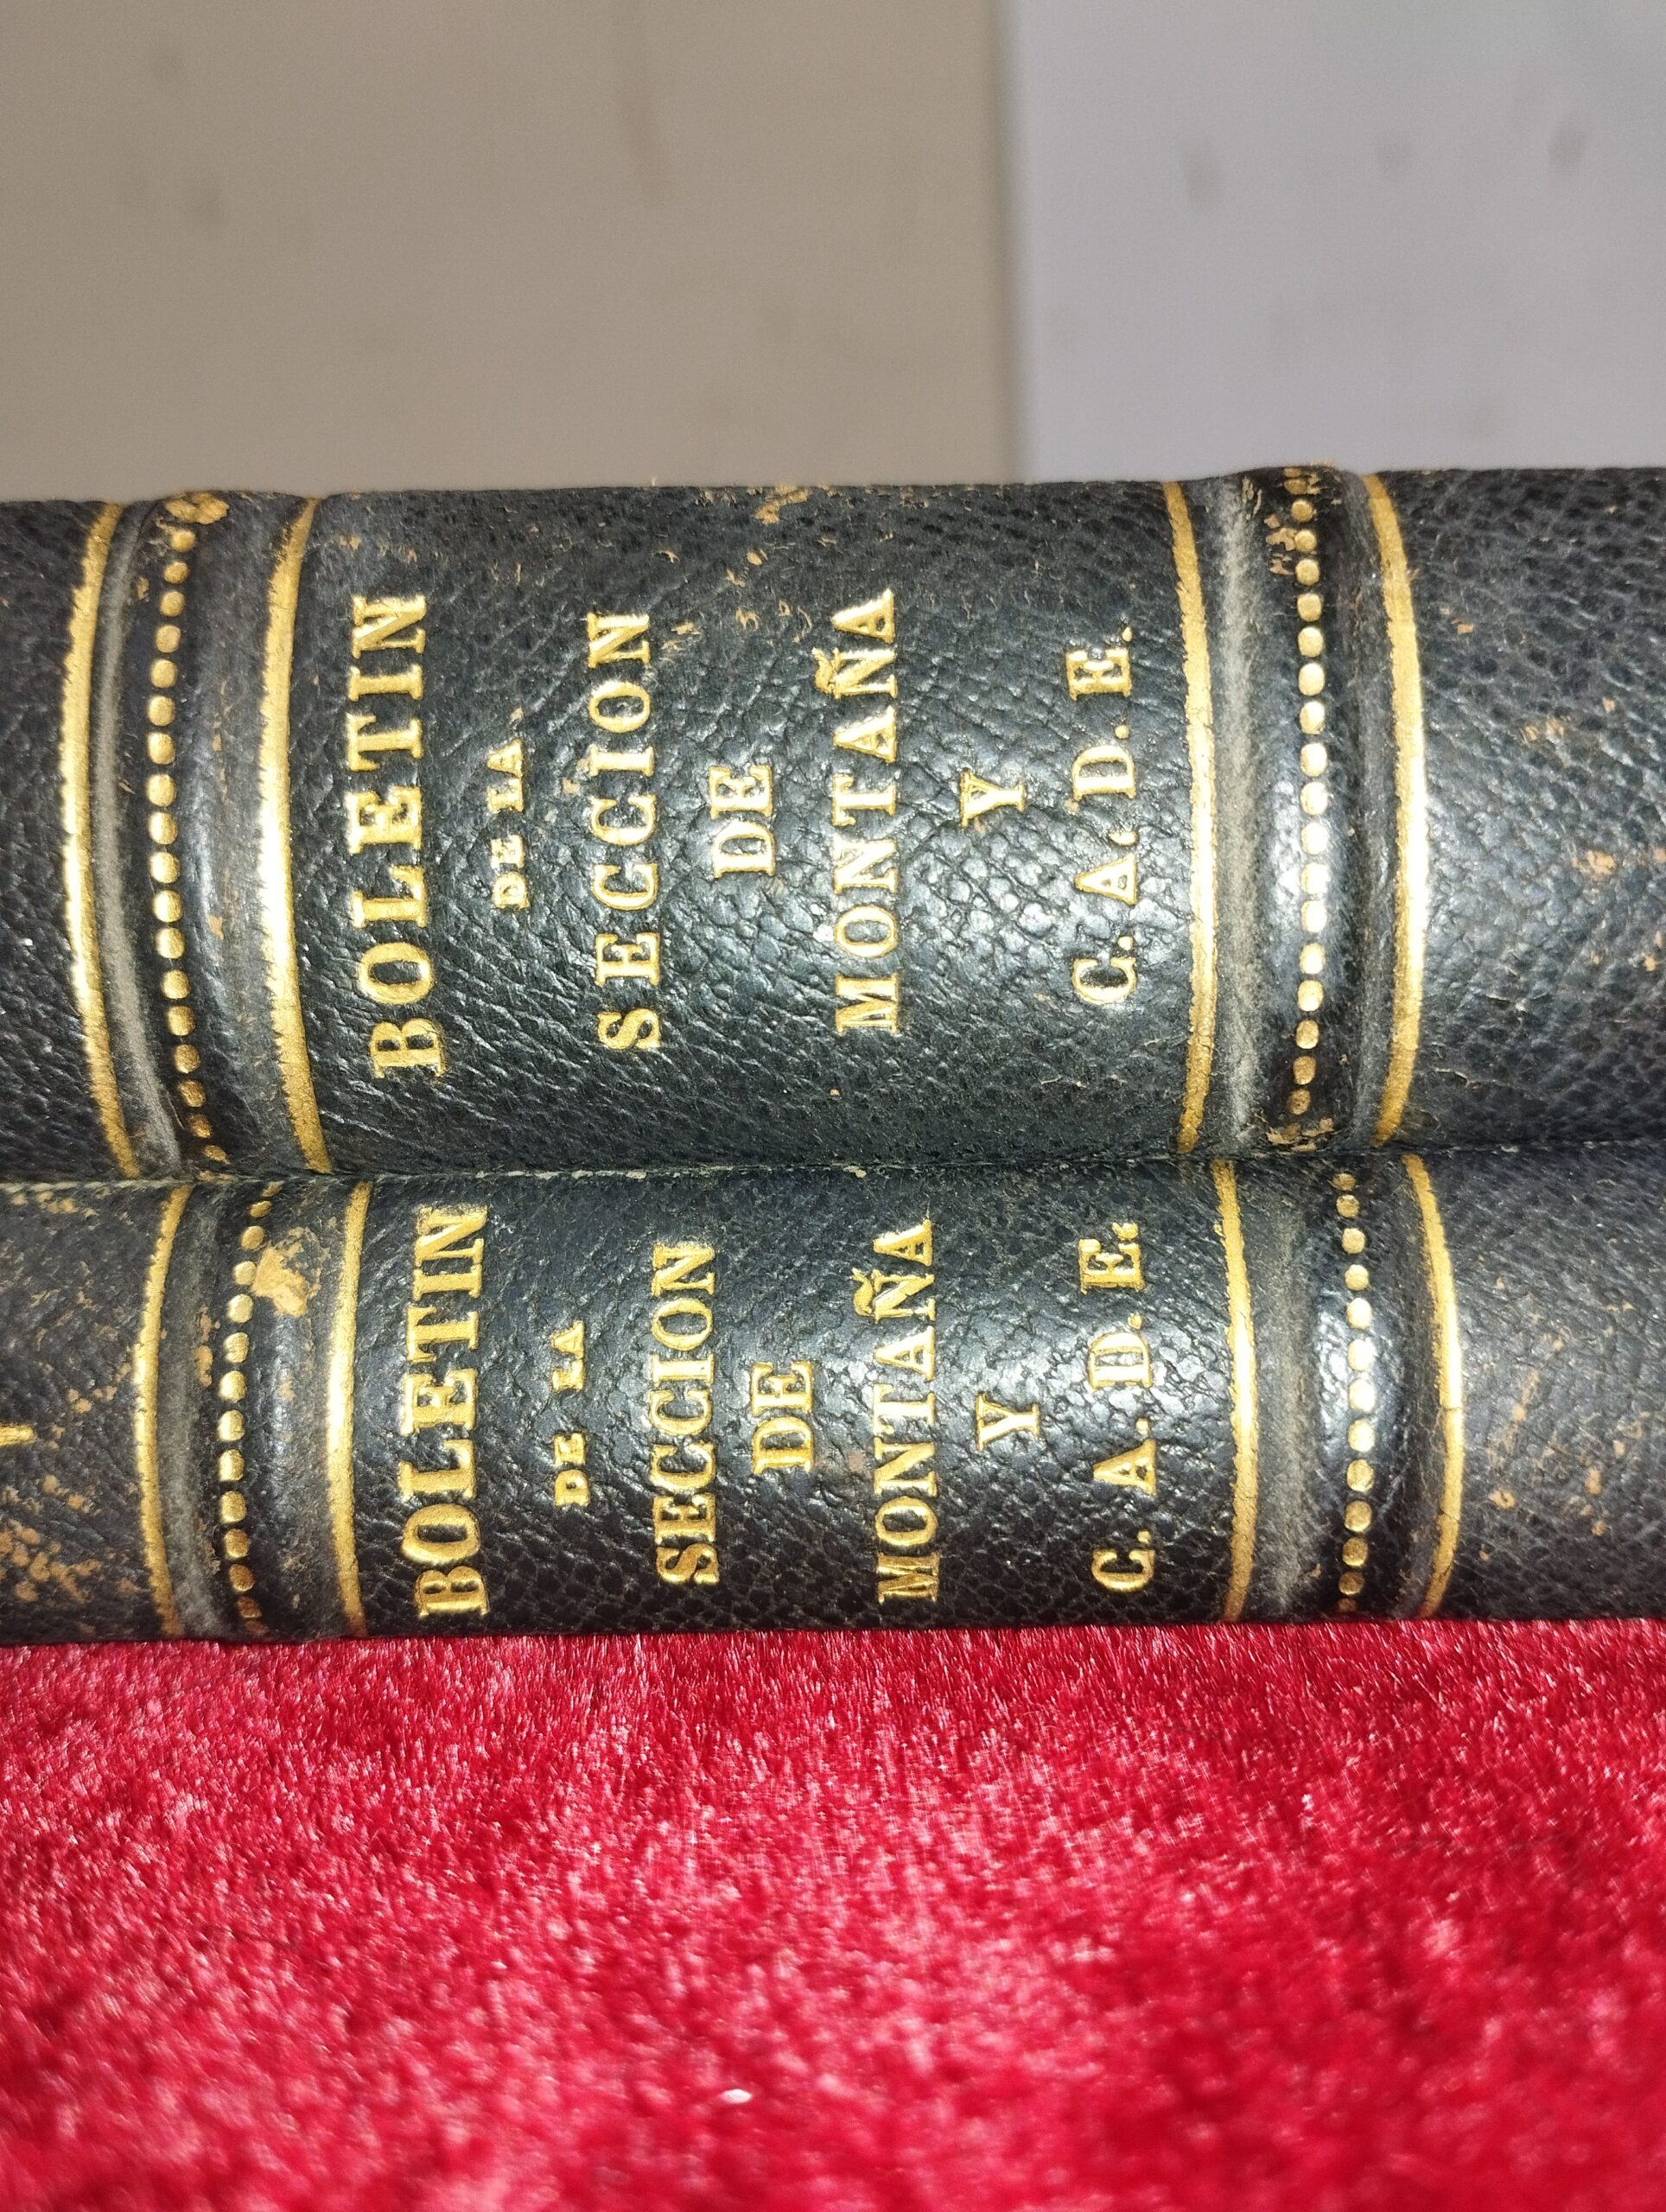 BOLETIN
DE LA
SECCION
DE
MONTAÑA
Y
C. A. D. E.
BOLETIN
DE LA
SECCION
DE
MONTAÑA
Y
C. A. D. E.